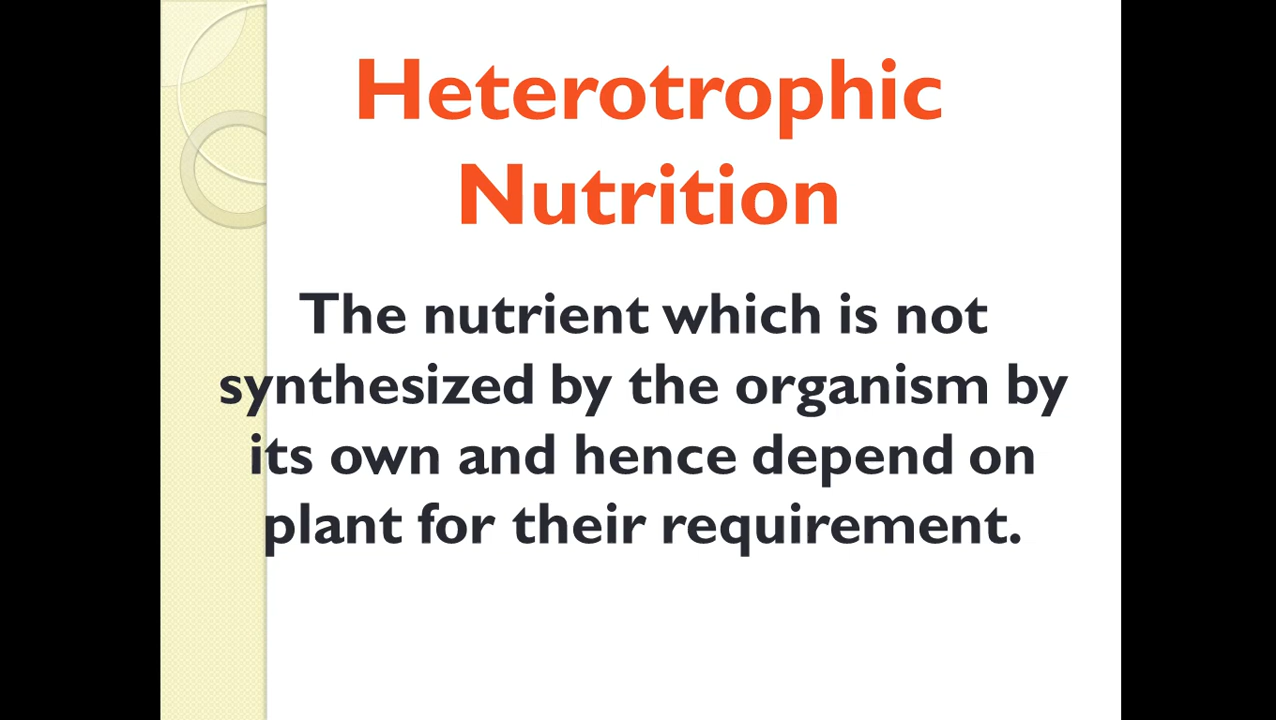 Heterotrophic
Nutrition
The nutrient which is not
synthesized by the organism by
its own and hence depend on
plant for their requirement.